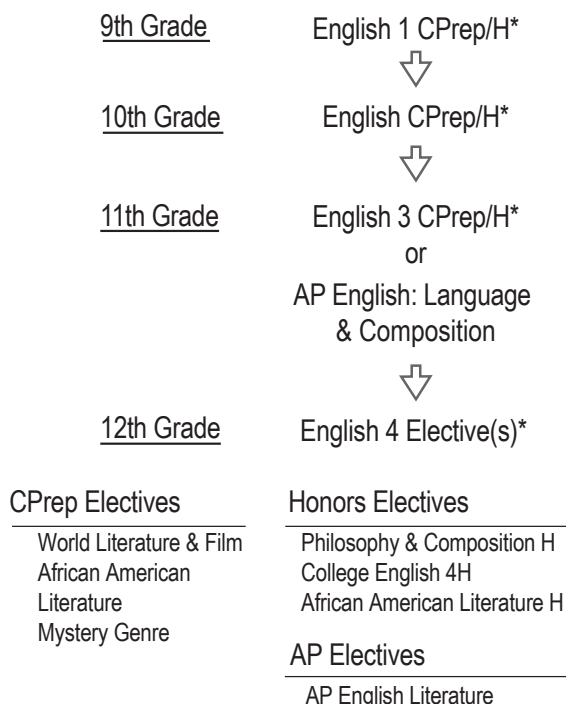 9th Grade English 1 CPrep/H*
10th Grade English CPrep/H*
11th Grade English 3 CPrep/H*
or
AP English: Language
& Composition
12th Grade English 4 Elective(s)*
CPrep Electives
World Literature & Film
African American
Literature
Mystery Genre
Honors Electives
Philosophy & Composition H
College English 4H
African American Literature H
AP Electives
AP English Literature